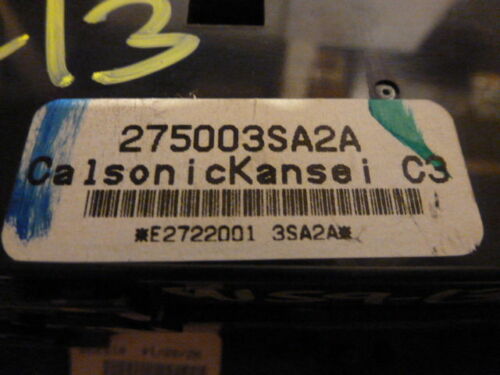 13
275003SA2A
CalsonicKansei C3
*E2722001 3SA2A*